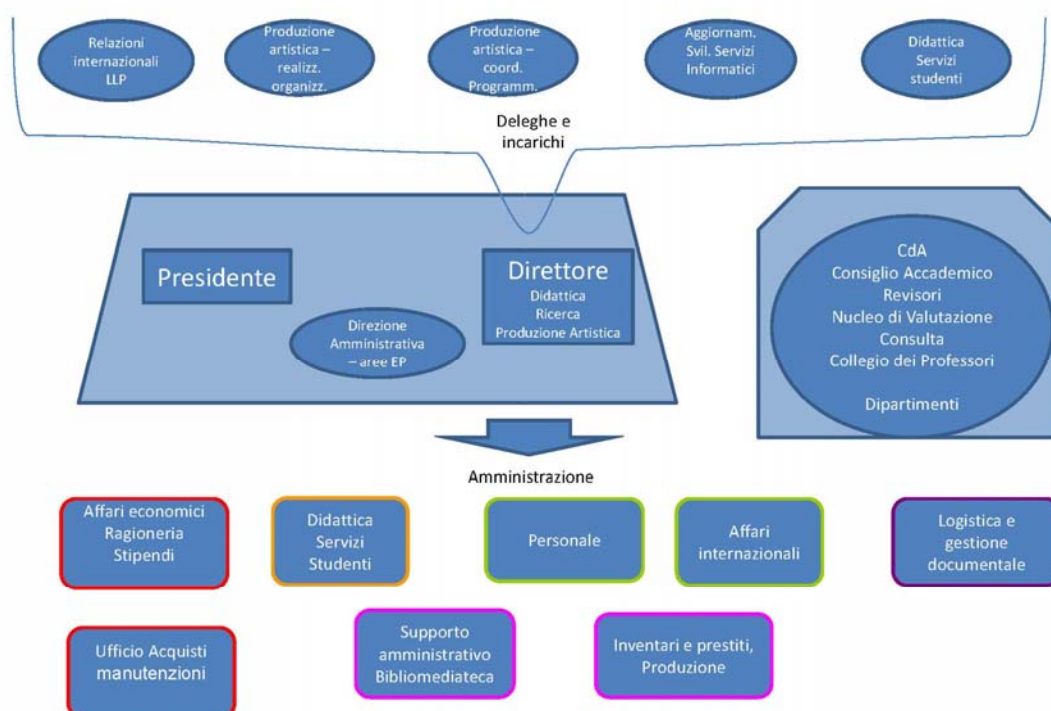 Relazioni
internazionali
LLP
Produzione
artistica –
realizz.
organizz.
Produzione
artistica –
coord.
Programm.
Aggiornam.
Svil. Servizi
Informatici
Didattica
Servizi
studenti
Deleghe e
incarichi
Presidente
Direttore
Didattica
Ricerca
Produzione Artistica
Direzione
Amministrativa
– aree EP
CdA
Consiglio Accademico
Revisori
Nucleo di Valutazione
Consulta
Collegio dei Professori
Dipartimenti
Amministrazione
Affari economici
Ragioneria
Stipendi
Didattica
Servizi
Studenti
Personale
Affari
internazionali
Logistica e
gestione
documentale
Ufficio Acquisti
manutenzioni
Supporto
amministrativo
Bibliomediateca
Inventari e prestiti,
Produzione